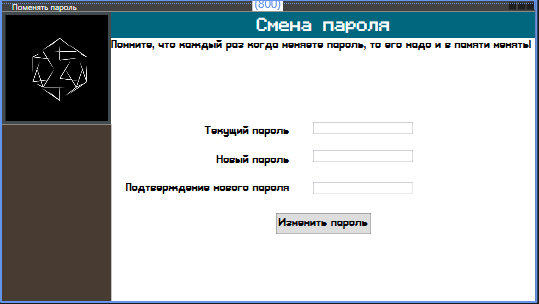 Поменять пароль
(800)
Смена пароля
Помните, что каждый раз когда меняете пароль, то его надо и в памяти менять!
Текущий пароль
Новый пароль
Подтверждение нового пароля
Изменить пароль